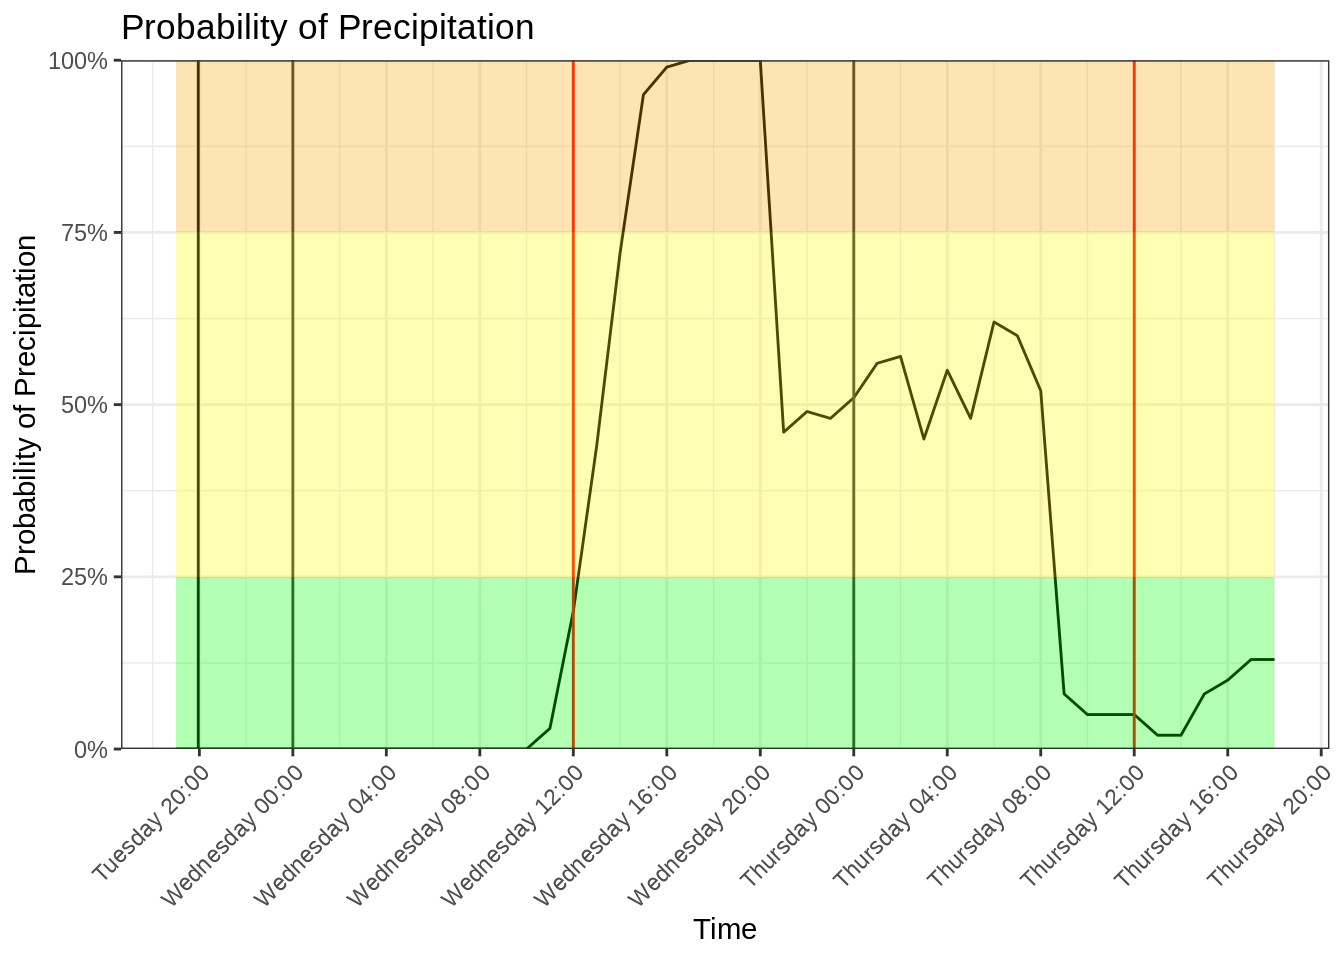 Probability of Precipitation
Probability of Precipitation
100%
75%
50%
25%
0%
Tuesday 20:00
Wednesday 00:00
Wednesday 04:00
Wednesday 08:00
Wednesday 12:00
Wednesday 16:00
Wednesday 20:00
Thursday 00:00
Thursday 04:00
Thursday 08:00
Thursday 12:00
Thursday 16:00
Thursday 20:00
Time